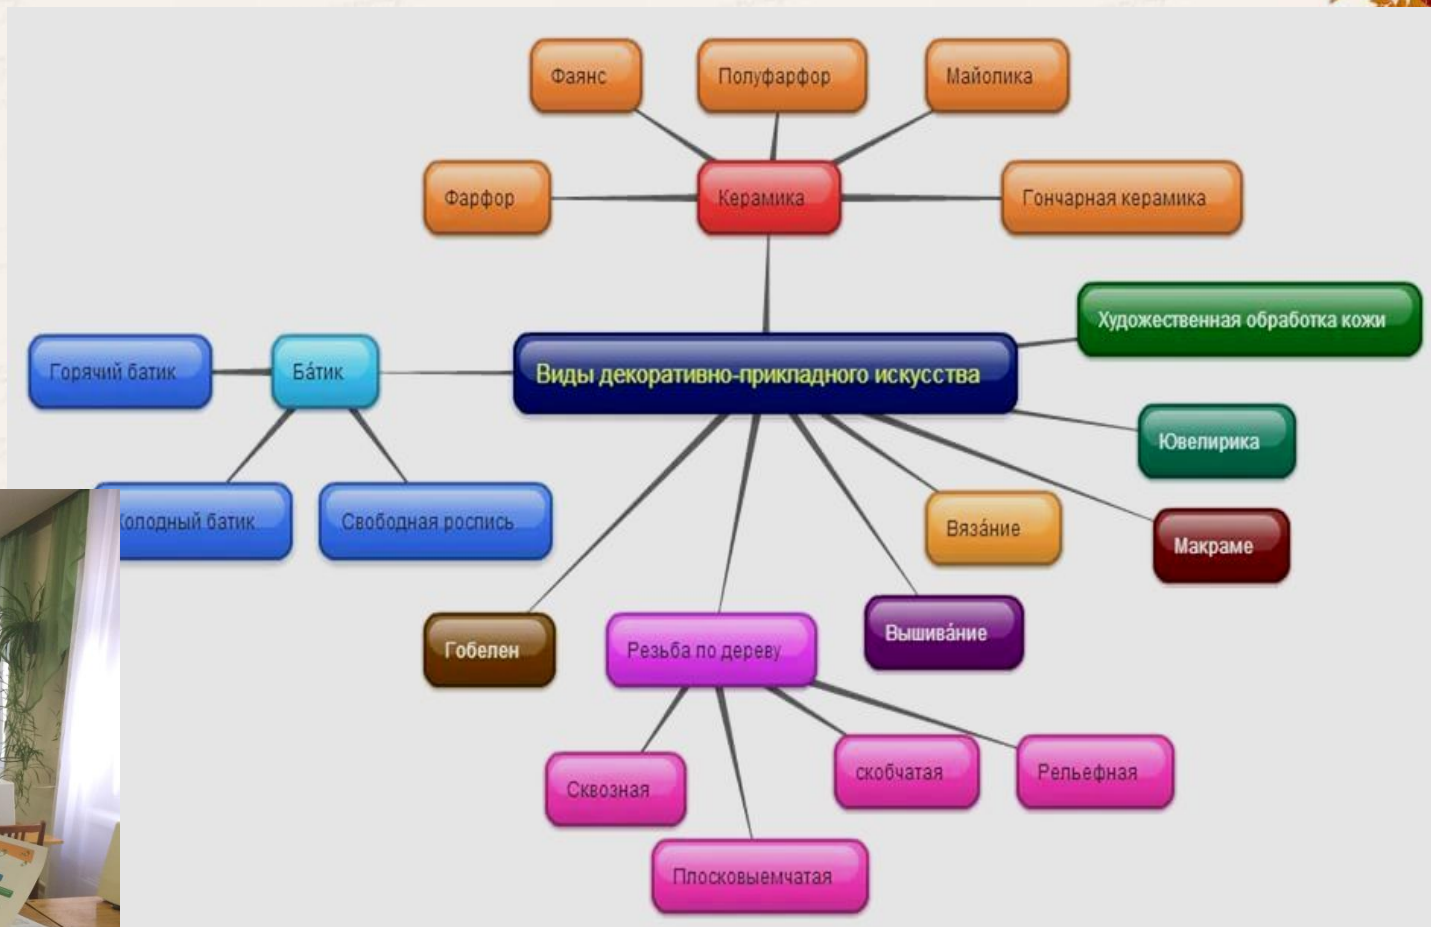 Фаянс
Полуфарфор
Майолика
Фарфор
Керамика
Гончарная керамика
Художественная обработка кожи
Горячий батик
Ба́тик
Виды декоративно-прикладного искусства
Ювелирика
Холодный батик
Свободная роспись
Вяза́ние
Макраме
Гобелен
Резьба по дереву
Вышива́ние
Сквозная
скобчатая
Рельефная
Плосковыемчатая